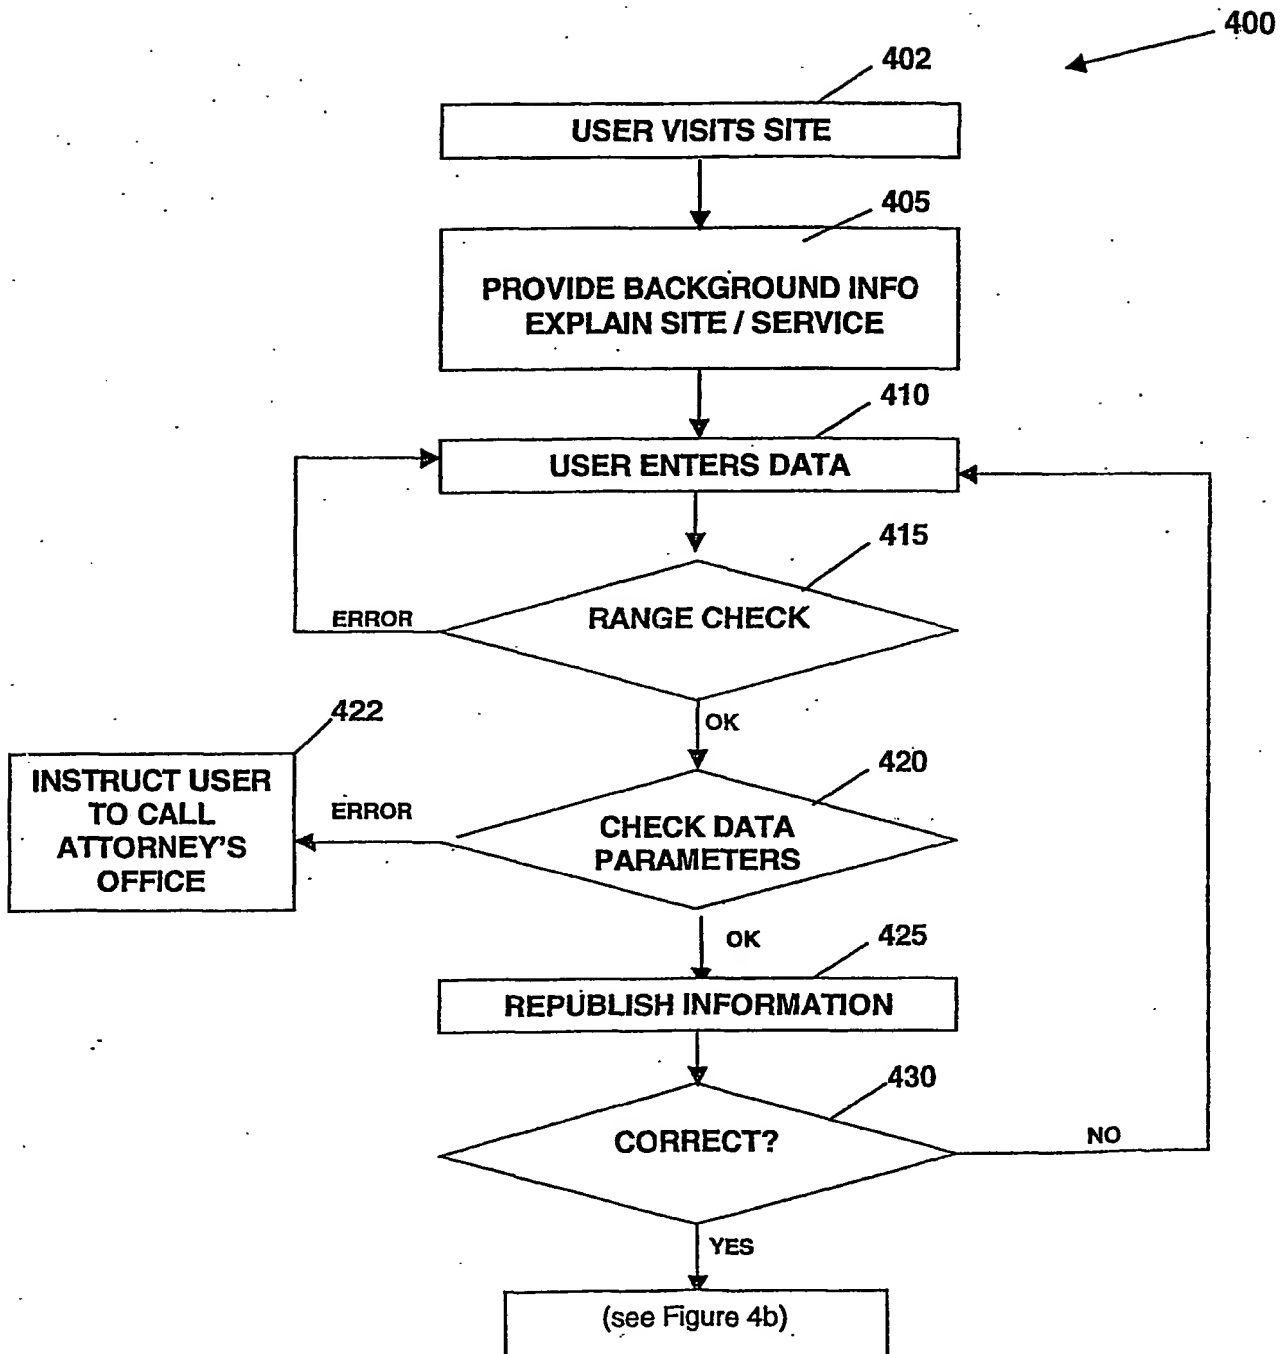 400
402
USER VISITS SITE
405
PROVIDE BACKGROUND INFO
EXPLAIN SITE / SERVICE
410
USER ENTERS DATA
415
RANGE CHECK
ERROR
OK
422
INSTRUCT USER
TO CALL
ATTORNEY'S
OFFICE
ERROR
420
CHECK DATA
PARAMETERS
OK
425
REPUBLISH INFORMATION
430
CORRECT?
NO
YES
(see Figure 4b)